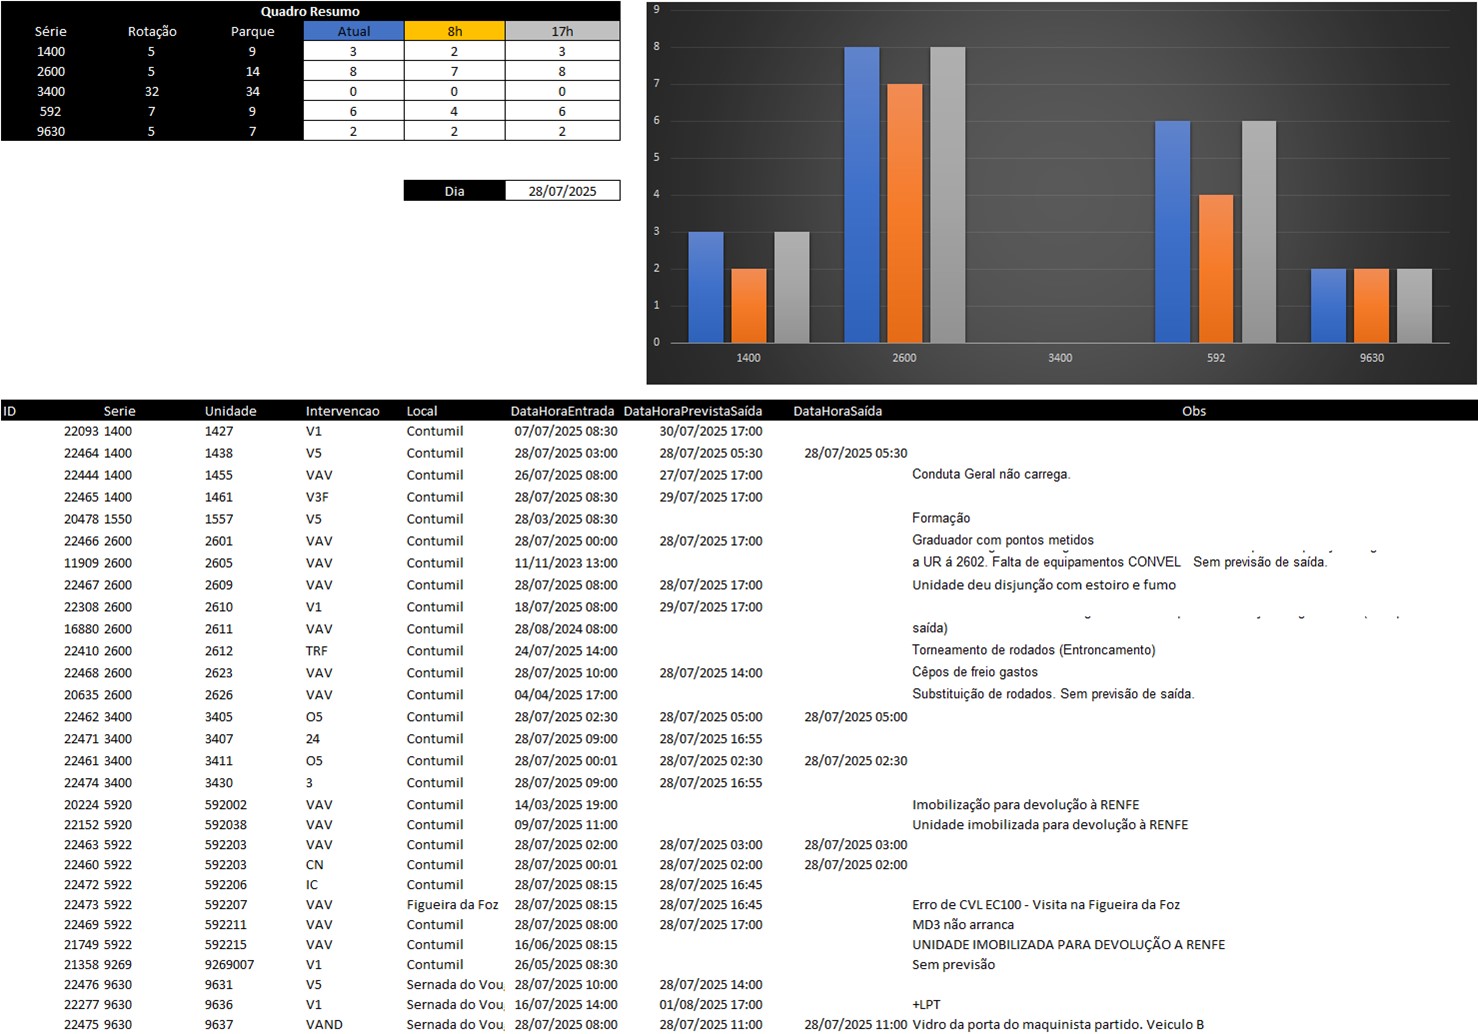 Quadro Resumo
Série Rotação Parque Atual 8h 17h
1400 5 9 3 2 3
2600 5 14 8 7 8
3400 32 34 0 0 0
592 7 9 6 4 6
9630 5 7 2 2 2
Dia 28/07/2025
9
8
7
6
5
4
3
2
1
0
1400 2600 3400 592 9630
ID Serie Unidade Intervencao Local DataHoraEntrada DataHoraPrevistaSaída DataHoraSaída Obs
22093 1400 1427 V1 Contumil 07/07/2025 08:30 30/07/2025 17:00
22464 1400 1438 V5 Contumil 28/07/2025 03:00 28/07/2025 05:30 28/07/2025 05:30
22444 1400 1455 VAV Contumil 26/07/2025 08:00 27/07/2025 17:00 Conduta Geral não carrega.
22465 1400 1461 V3F Contumil 28/07/2025 08:30 29/07/2025 17:00
20478 1550 1557 V5 Contumil 28/03/2025 08:30 Formação
22466 2600 2601 VAV Contumil 28/07/2025 00:00 28/07/2025 17:00 Graduador com pontos metidos
11909 2600 2605 VAV Contumil 11/11/2023 13:00 a UR á 2602. Falta de equipamentos CONVEL Sem previsão de saída.
22467 2600 2609 VAV Contumil 28/07/2025 08:00 28/07/2025 17:00 Unidade deu disjunção com estoiro e fumo
22308 2600 2610 V1 Contumil 18/07/2025 08:00 29/07/2025 17:00
16880 2600 2611 VAV Contumil 28/08/2024 08:00 saída)
22410 2600 2612 TRF Contumil 24/07/2025 14:00 Torneamento de rodados (Entroncamento)
22468 2600 2623 VAV Contumil 28/07/2025 10:00 28/07/2025 14:00 Cêpos de freio gastos
20635 2600 2626 VAV Contumil 04/04/2025 17:00 Substituição de rodados. Sem previsão de saída.
22462 3400 3405 O5 Contumil 28/07/2025 02:30 28/07/2025 05:00 28/07/2025 05:00
22471 3400 3407 24 Contumil 28/07/2025 09:00 28/07/2025 16:55
22461 3400 3411 O5 Contumil 28/07/2025 00:01 28/07/2025 02:30 28/07/2025 02:30
22474 3400 3430 3 Contumil 28/07/2025 09:00 28/07/2025 16:55
20224 5920 592002 VAV Contumil 14/03/2025 19:00 Imobilização para devolução à RENFE
22152 5920 592038 VAV Contumil 09/07/2025 11:00 Unidade imobilizada para devolução à RENFE
22463 5922 592203 VAV Contumil 28/07/2025 02:00 28/07/2025 03:00 28/07/2025 03:00
22460 5922 592203 CN Contumil 28/07/2025 00:01 28/07/2025 02:00 28/07/2025 02:00
22472 5922 592206 IC Contumil 28/07/2025 08:15 28/07/2025 16:45
22473 5922 592207 VAV Figueira da Foz 28/07/2025 08:15 28/07/2025 16:45 Erro de CVL EC100 - Visita na Figueira da Foz
22469 5922 592211 VAV Contumil 28/07/2025 08:00 28/07/2025 17:00 MD3 não arranca
21749 5922 592215 VAV Contumil 16/06/2025 08:15 UNIDADE IMOBILIZADA PARA DEVOLUÇÃO A RENFE
21358 9269 9269007 V1 Contumil 26/05/2025 08:30 Sem previsão
22476 9630 9631 V5 Sernada do Vou 28/07/2025 10:00 28/07/2025 14:00
22277 9630 9636 V1 Sernada do Vou 16/07/2025 14:00 01/08/2025 17:00 +LPT
22475 9630 9637 VAND Sernada do Vou 28/07/2025 08:00 28/07/2025 11:00 28/07/2025 11:00 Vidro da porta do maquinista partido. Veiculo B